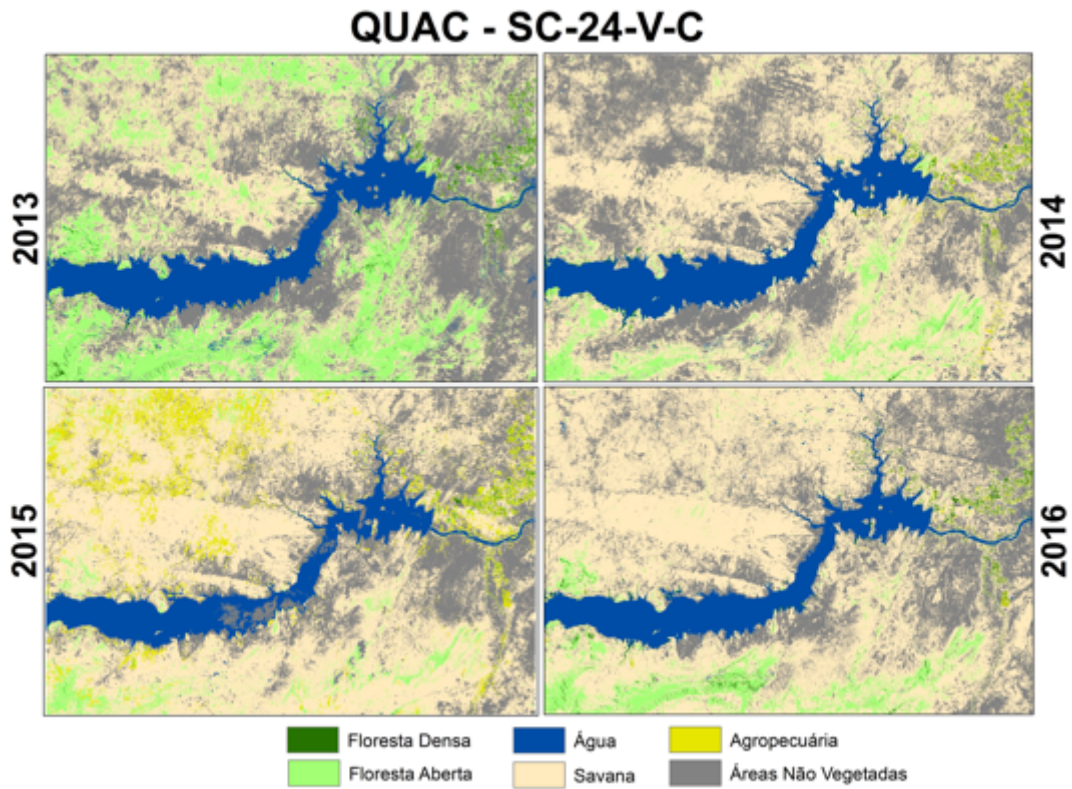 QUAC - SC-24-V-C
2013
2014
2015
2016
Floresta Densa
Água
Agropecuária
Floresta Aberta
Savana
Áreas Não Vegetadas